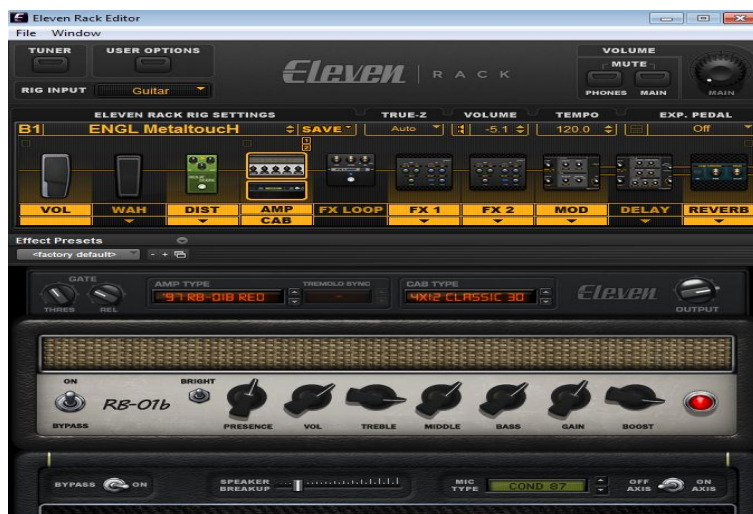 Eleven Rack Editor
File Window
TUNER USER OPTIONS VOLUME
MUTE
RIG INPUT Guitar Eleven RACK PHONES MAIN MAIN
ELEVEN RACK RIG SETTINGS TRUE-Z VOLUME TEMPO EXP. PEDAL
B1 ENGL MetaltoucH SAVE Auto -5.1 120.0 Off
1
2
VOL WAH DIST AMP FX LOOP FX 1 FX 2 MOD DELAY REVERB
CAB
Effect Presets
<factory default> - +
GATE AMP TYPE TREMOLO SYNC CAB TYPE
'97 RB-01B RED - 4X12 CLASSIC 30 Eleven
THRES REL OUTPUT
ON BRIGHT
RB-01b
BYPASS PRESENCE VOL TREBLE MIDDLE BASS GAIN BOOST
BYPASS ON SPEAKER BREAKUP MIC TYPE COND 87 OFF AXIS ON AXIS